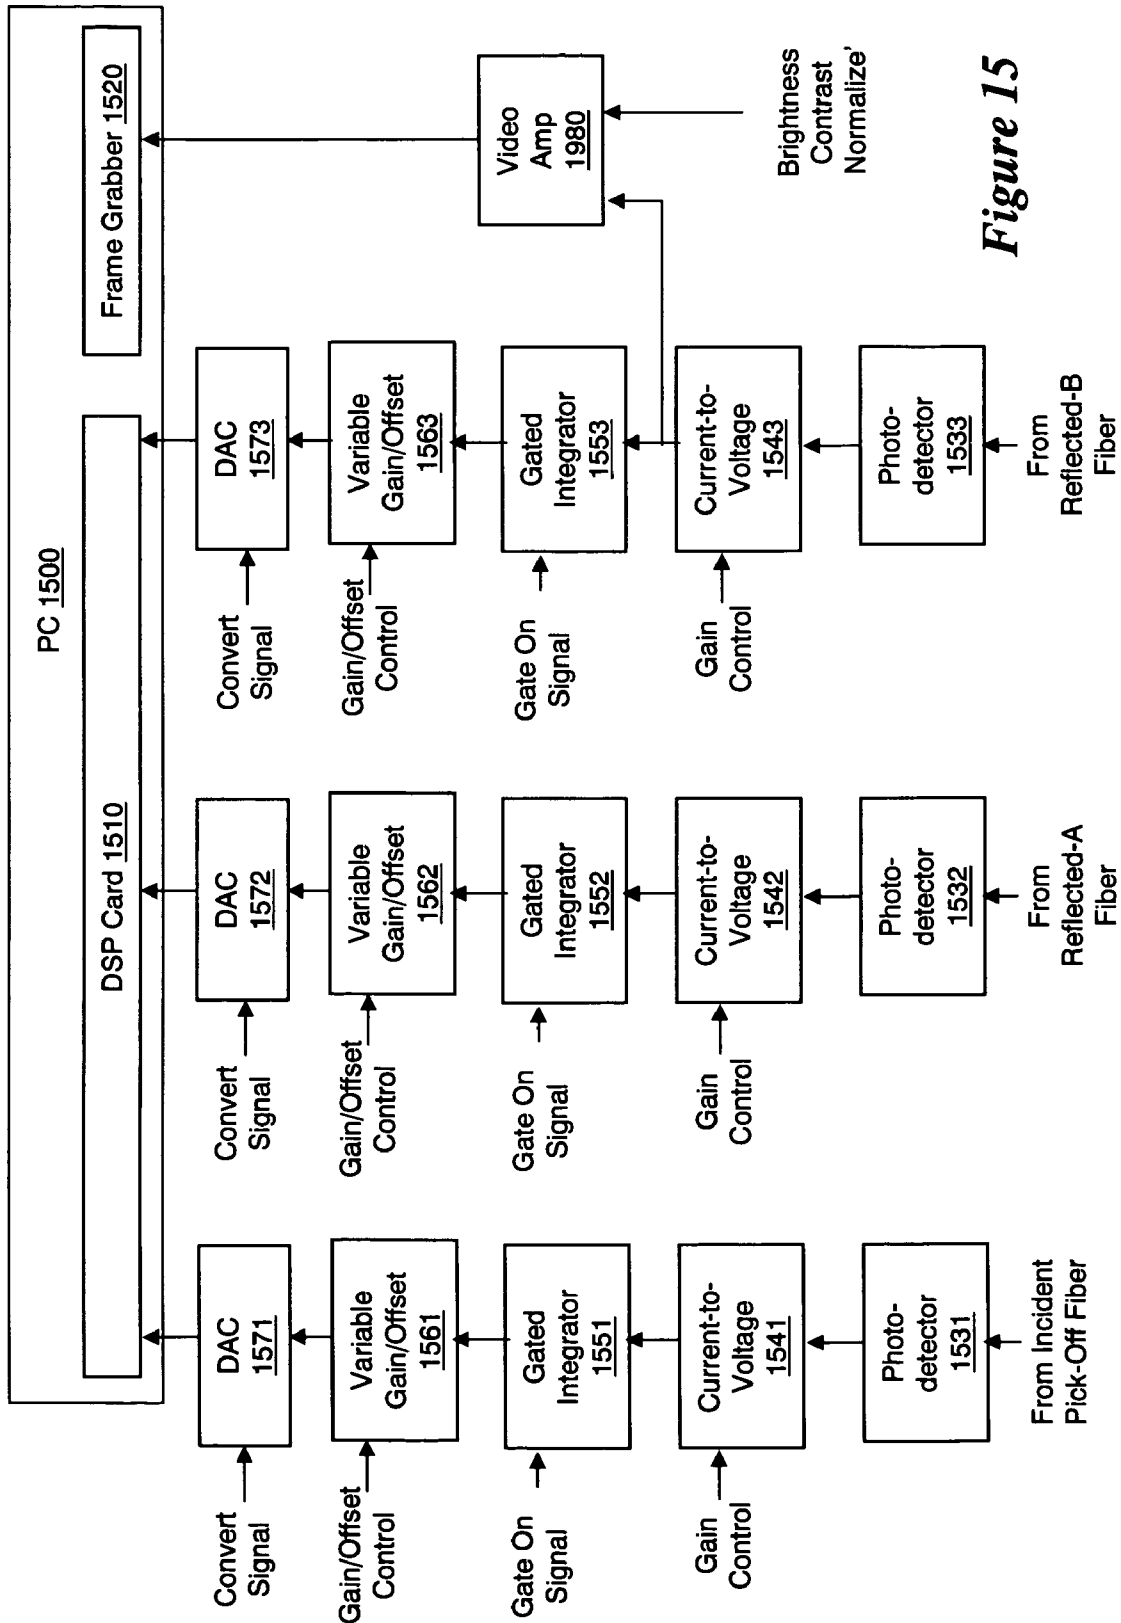 PC 1500
DSP Card 1510
Frame Grabber 1520
Convert
Signal
DAC
1571
Convert
Signal
DAC
1572
Convert
Signal
DAC
1573
Gain/Offset
Control
Variable
Gain/Offset
1561
Gain/Offset
Control
Variable
Gain/Offset
1562
Gain/Offset
Control
Variable
Gain/Offset
1563
Gate On
Signal
Gated
Integrator
1551
Gate On
Signal
Gated
Integrator
1552
Gate On
Signal
Gated
Integrator
1553
Video
Amp
1980
Gain
Control
Current-to-
Voltage
1541
Gain
Control
Current-to-
Voltage
1542
Gain
Control
Current-to-
Voltage
1543
Brightness
Contrast
Normalize'
Photo-
detector
1531
Photo-
detector
1532
Photo-
detector
1533
From Incident
Pick-Off Fiber
From
Reflected-A
Fiber
From
Reflected-B
Fiber
Figure 15